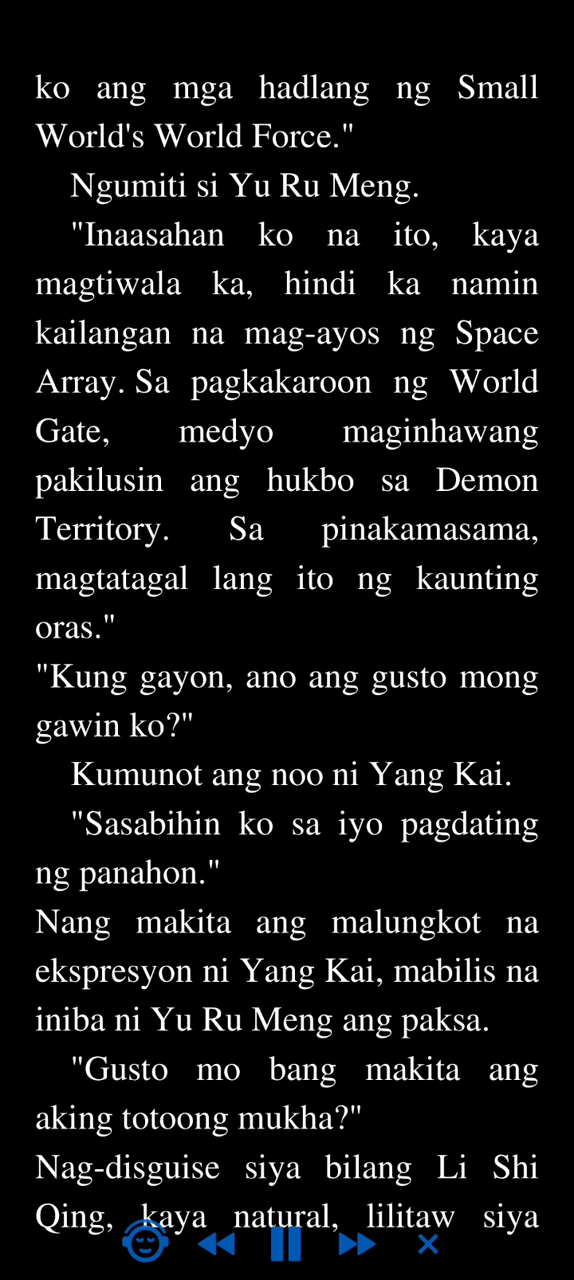 ko ang mga hadlang ng Small
World's World Force."
Ngumiti si Yu Ru Meng.
"Inaasahan ko na ito, kaya
magtiwala ka, hindi ka namin
kailangan na mag-ayos ng Space
Array. Sa pagkakaroon ng World
Gate, medyo maginhawang
pakilusin ang hukbo sa Demon
Territory. Sa pinakamasama,
magtatagal lang ito ng kaunting
oras."
"Kung gayon, ano ang gusto mong
gawin ko?"
Kumunot ang noo ni Yang Kai.
"Sasabihin ko sa iyo pagdating
ng panahon."
Nang makita ang malungkot na
ekspresyon ni Yang Kai, mabilis na
iniba ni Yu Ru Meng ang paksa.
"Gusto mo bang makita ang
aking totoong mukha?"
Nag-disguise siya bilang Li Shi
Qing, kaya natural, lilitaw siya